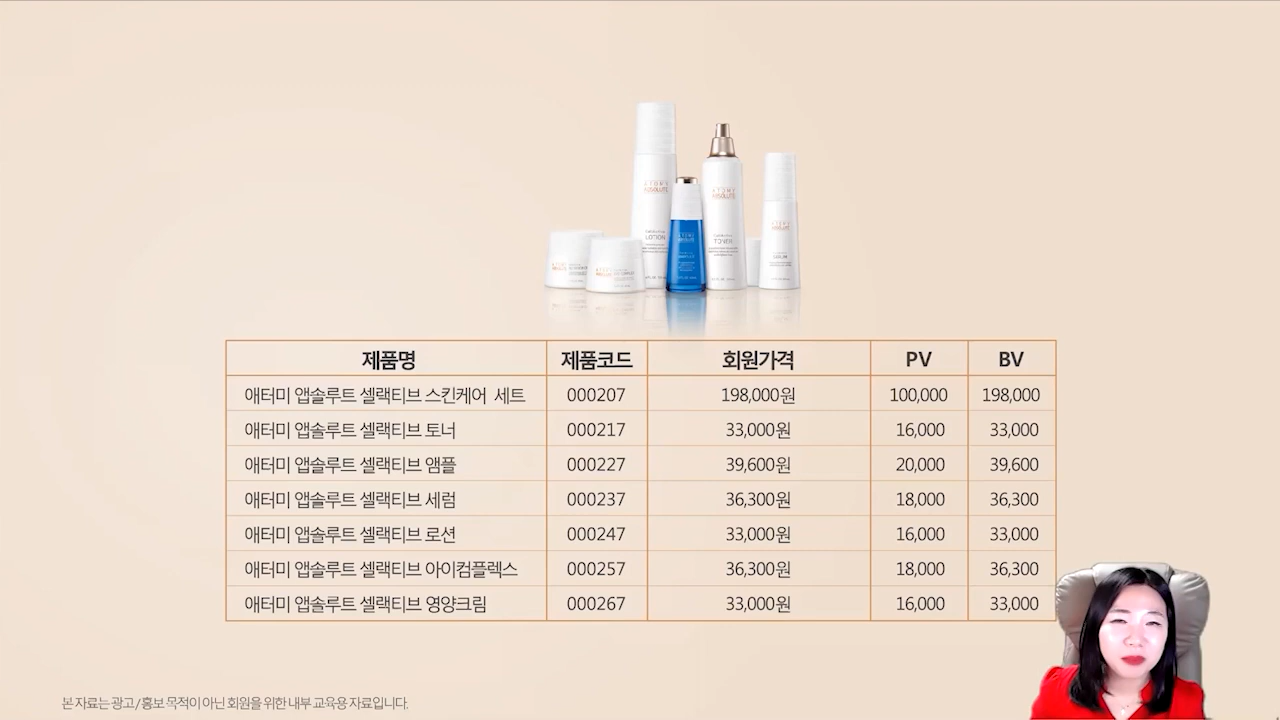 ATOMY
ABSOLUTE
LOTION
ATOMY
ABSOLUTE
TONER
제품명 제품코드 회원가격 PV BV
애터미 앱솔루트 셀랙티브 스킨케어 세트 000207 198,000원 100,000 198,000
애터미 앱솔루트 셀랙티브 토너 000217 33,000원 16,000 33,000
애터미 앱솔루트 셀랙티브 앰플 000227 39,600원 20,000 39,600
애터미 앱솔루트 셀랙티브 세럼 000237 36,300원 18,000 36,300
애터미 앱솔루트 셀랙티브 로션 000247 33,000원 16,000 33,000
애터미 앱솔루트 셀랙티브 아이컴플렉스 000257 36,300원 18,000 36,300
애터미 앱솔루트 셀랙티브 영양크림 000267 33,000원 16,000 33,000
본 자료는 광고/홍보 목적이 아닌 회원을 위한 내부 교육용 자료입니다.